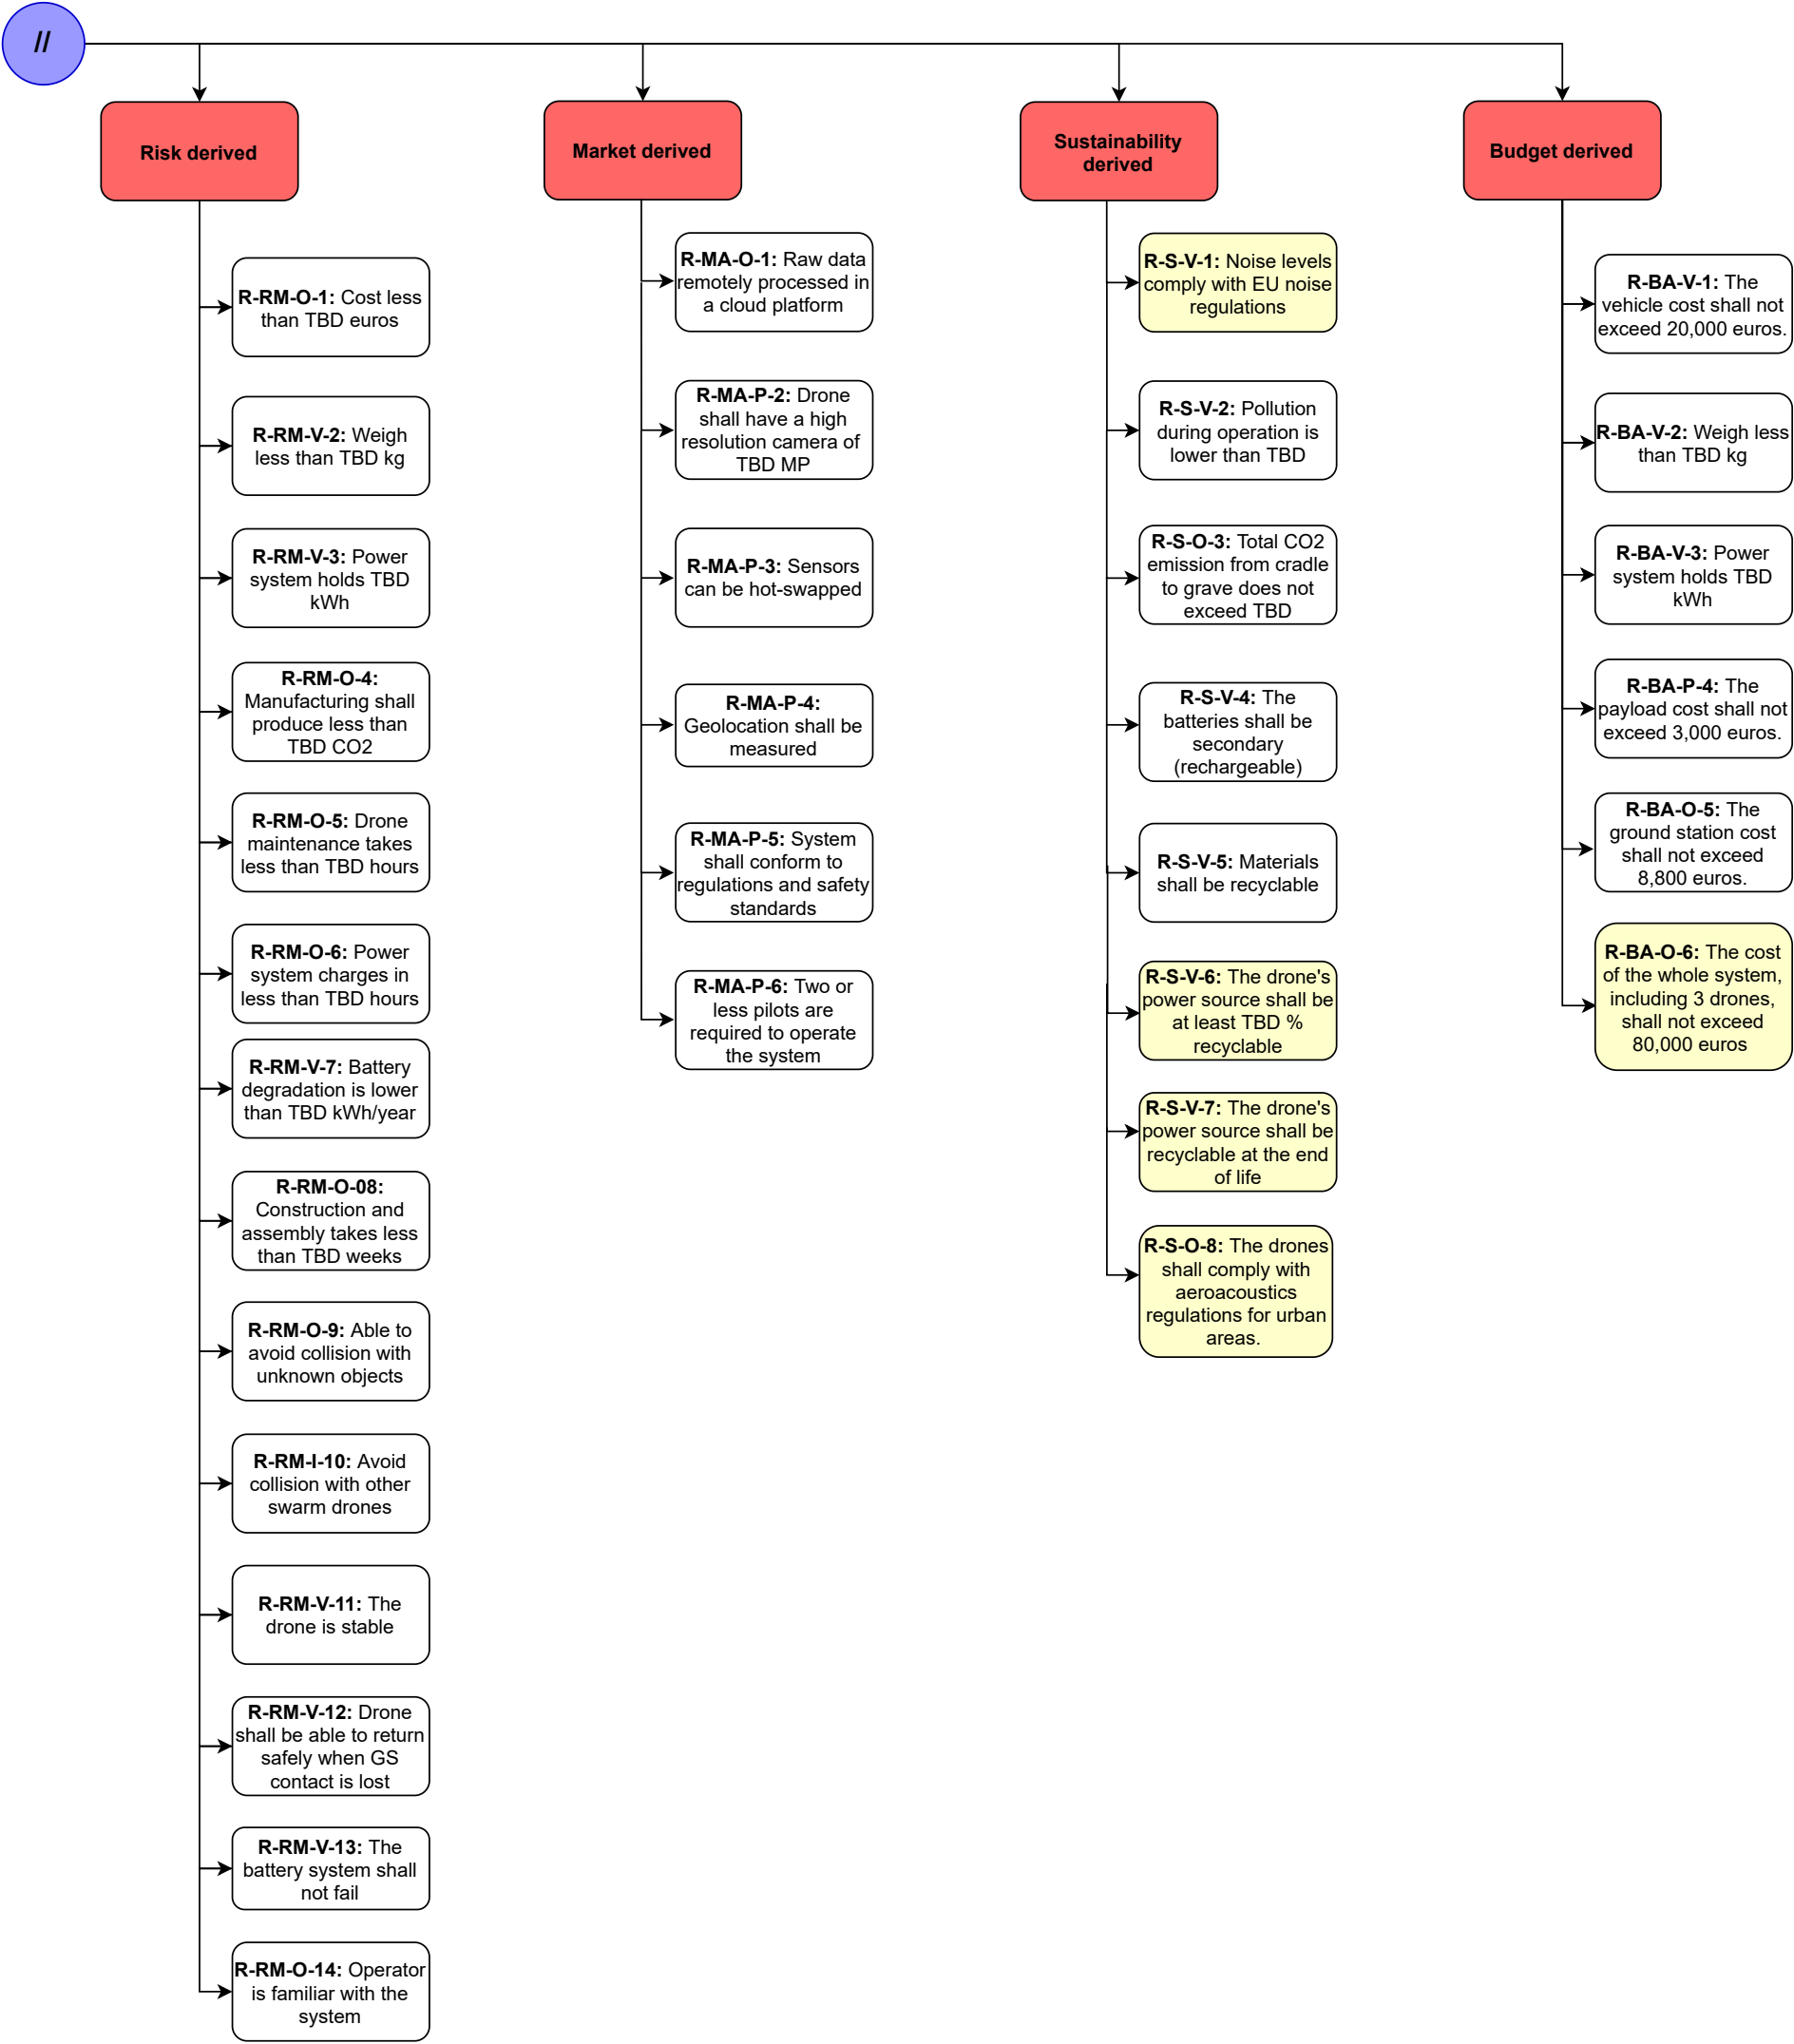 //
Risk derived
R-RM-O-1: Cost less
than TBD euros
R-RM-V-2: Weigh
less than TBD kg
R-RM-V-3: Power
system holds TBD
kWh
R-RM-O-4:
Manufacturing shall
produce less than
TBD CO2
R-RM-O-5: Drone
maintenance takes
less than TBD hours
R-RM-O-6: Power
system charges in
less than TBD hours
R-RM-V-7: Battery
degradation is lower
than TBD kWh/year
R-RM-O-08:
Construction and
assembly takes less
than TBD weeks
R-RM-O-9: Able to
avoid collision with
unknown objects
R-RM-I-10: Avoid
collision with other
swarm drones
R-RM-V-11: The
drone is stable
R-RM-V-12: Drone
shall be able to return
safely when GS
contact is lost
R-RM-V-13: The
battery system shall
not fail
R-RM-O-14: Operator
is familiar with the
system
Market derived
R-MA-O-1: Raw data
remotely processed in
a cloud platform
R-MA-P-2: Drone
shall have a high
resolution camera of
TBD MP
R-MA-P-3: Sensors
can be hot-swapped
R-MA-P-4:
Geolocation shall be
measured
R-MA-P-5: System
shall conform to
regulations and safety
standards
R-MA-P-6: Two or
less pilots are
required to operate
the system
Sustainability
derived
R-S-V-1: Noise levels
comply with EU noise
regulations
R-S-V-2: Pollution
during operation is
lower than TBD
R-S-O-3: Total CO2
emission from cradle
to grave does not
exceed TBD
R-S-V-4: The
batteries shall be
secondary
(rechargeable)
R-S-V-5: Materials
shall be recyclable
R-S-V-6: The drone's
power source shall be
at least TBD %
recyclable
R-S-V-7: The drone's
power source shall be
recyclable at the end
of life
R-S-O-8: The drones
shall comply with
aeroacoustics
regulations for urban
areas.
Budget derived
R-BA-V-1: The
vehicle cost shall not
exceed 20,000 euros.
R-BA-V-2: Weigh less
than TBD kg
R-BA-V-3: Power
system holds TBD
kWh
R-BA-P-4: The
payload cost shall not
exceed 3,000 euros.
R-BA-O-5: The
ground station cost
shall not exceed
8,800 euros.
R-BA-O-6: The cost
of the whole system,
including 3 drones,
shall not exceed
80,000 euros